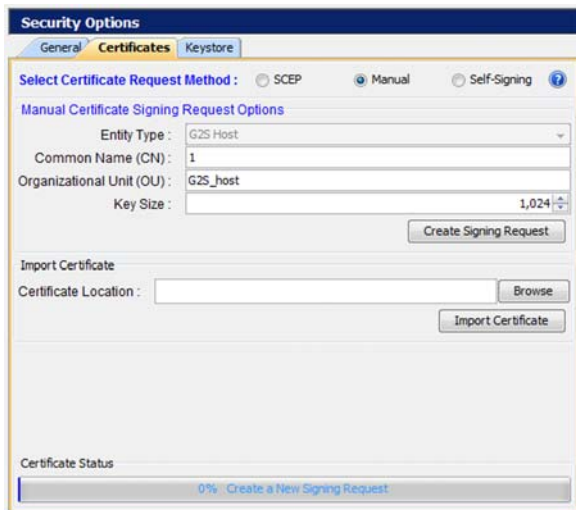 Security Options
General Certificates Keystore
Select Certificate Request Method : SCEP Manual Self-Signing ?
Manual Certificate Signing Request Options
Entity Type : G2S Host
Common Name (CN) : 1
Organizational Unit (OU) : G2S_host
Key Size : 1,024
Create Signing Request
Import Certificate
Certificate Location : Browse
Import Certificate
Certificate Status
0% Create a New Signing Request